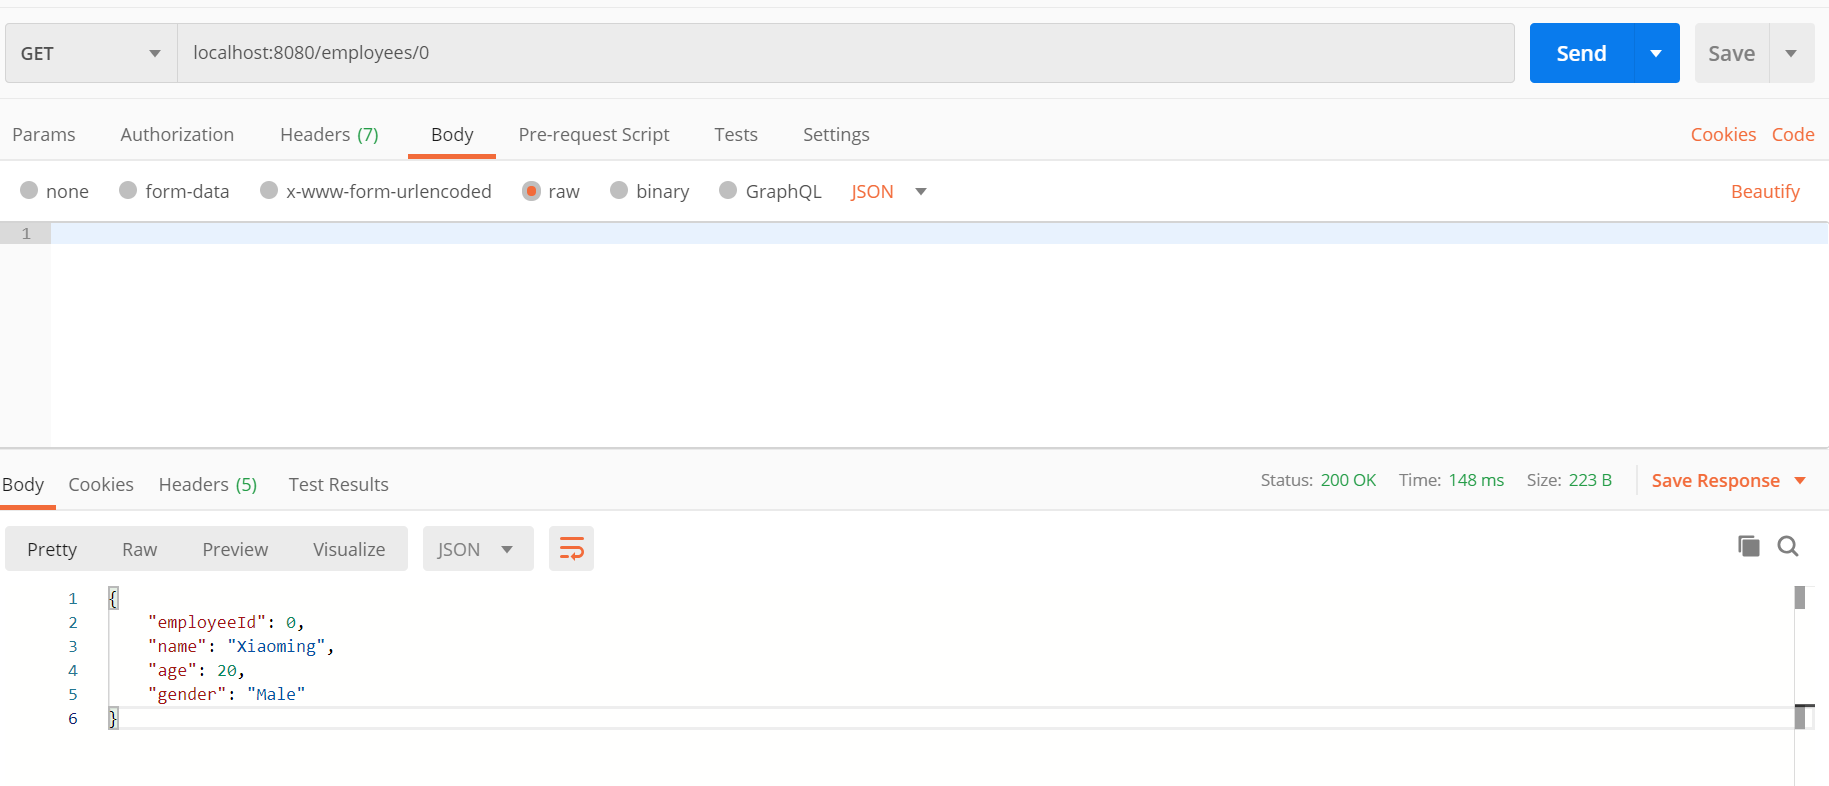 GET localhost:8080/employees/0 Send Save
Params Authorization Headers (7) Body Pre-request Script Tests Settings Cookies Code
none form-data x-www-form-urlencoded raw binary GraphQL JSON Beautify
1
Body Cookies Headers (5) Test Results Status: 200 OK Time: 148 ms Size: 223 B Save Response
Pretty Raw Preview Visualize JSON
1 {
2 "employeeId": 0,
3 "name": "Xiaoming",
4 "age": 20,
5 "gender": "Male"
6 }